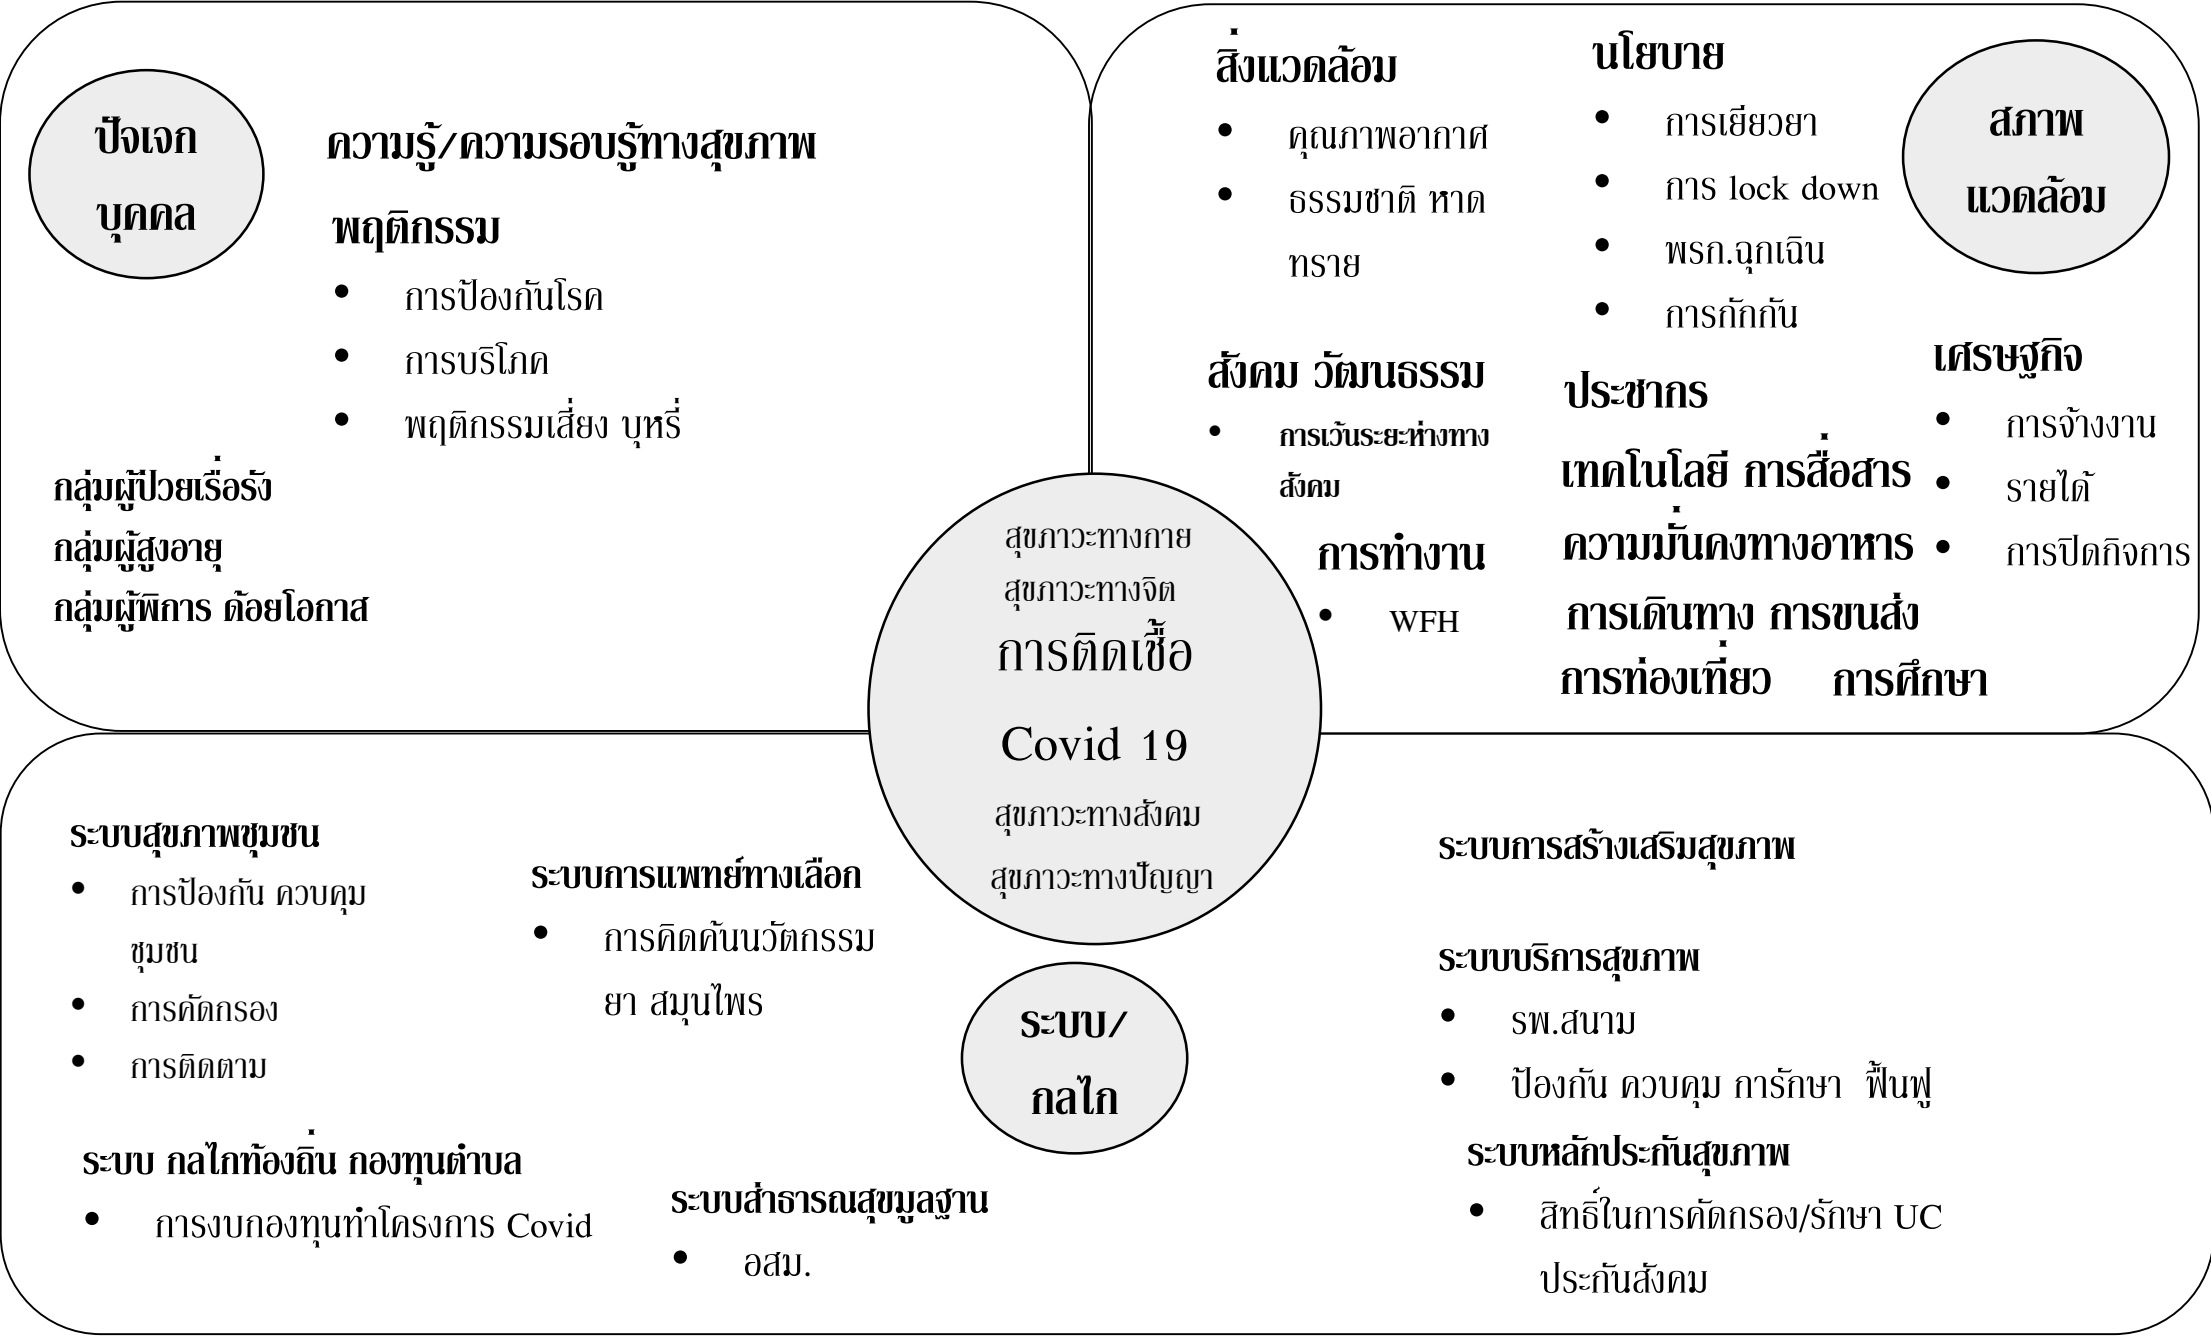 ปัจเจก
บุคคล
ความรู้/ความรอบรู้ทางสุขภาพ
พฤติกรรม
• การป้องกันโรค
• การบริโภค
• พฤติกรรมเสี่ยง บุหรี่
กลุ่มผู้ป่วยเรื่อรัง
กลุ่มผู้สูงอายุ
กลุ่มผู้พิการ ด้อยโอกาส
สิ่งแวดล้อม
• คุณภาพอากาศ
• ธรรมชาติ หาด
ทราย
สังคม วัฒนธรรม
• การเว้นระยะห่างทาง
สังคม
การทำงาน
• WFH
นโยบาย
• การเยียวยา
• การ lock down
• พรก.ฉุกเฉิน
• การกักกัน
ประชากร
เทคโนโลยี การสื่อสาร
ความมั่นคงทางอาหาร
การเดินทาง การขนส่ง
การท่องเที่ยว การศึกษา
สภาพ
แวดล้อม
เศรษฐกิจ
• การจ้างงาน
• รายได้
• การปิดกิจการ
สุขภาวะทางกาย
สุขภาวะทางจิต
การติดเชื้อ
Covid 19
สุขภาวะทางสังคม
สุขภาวะทางปัญญา
ระบบสุขภาพชุมชน
• การป้องกัน ควบคุม
ชุมชน
• การคัดกรอง
• การติดตาม
ระบบการแพทย์ทางเลือก
• การคิดค้นนวัตกรรม
ยา สมุนไพร
ระบบ กลไกท้องถิ่น กองทุนตำบล
• การงบกองทุนทำโครงการ Covid
ระบบสำธารณสุขมูลฐาน
• อสม.
ระบบ/
กลไก
ระบบการสร้างเสริมสุขภาพ
ระบบบริการสุขภาพ
• รพ.สนาม
• ป้องกัน ควบคุม การักษา ฟื้นฟู
ระบบหลักประกันสุขภาพ
• สิทธิ์ในการคัดกรอง/รักษา UC
ประกันสังคม